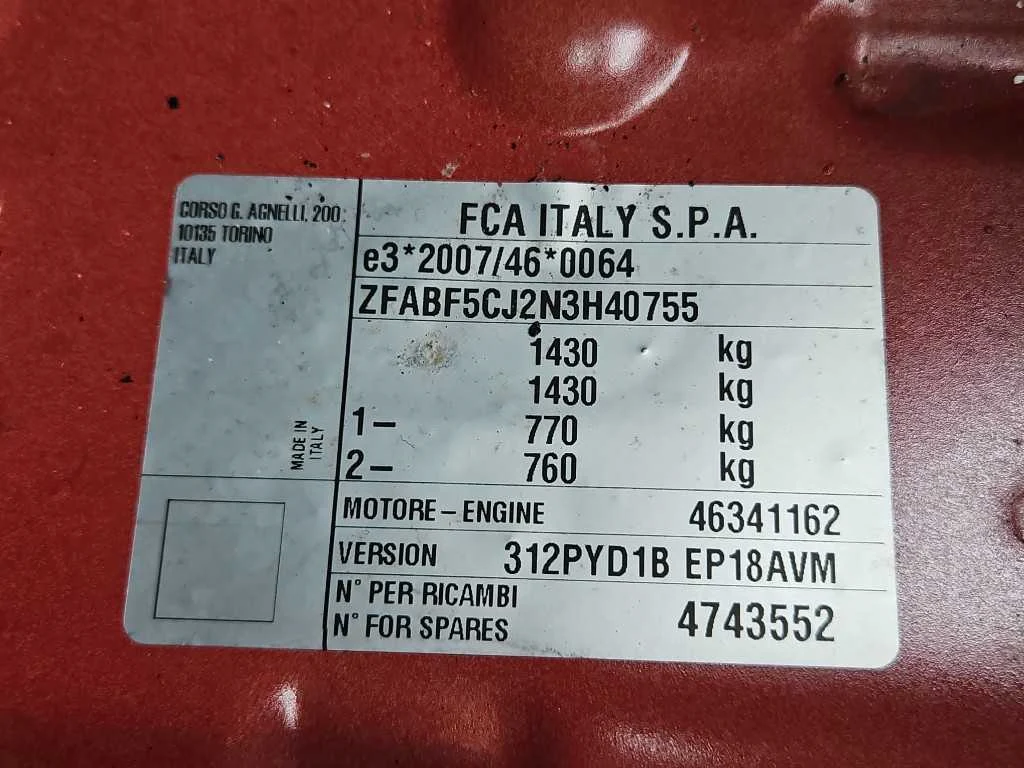 CORSO G. AGNELLI, 200
10135 TORINO
ITALY
MADE IN
ITALY
FCA ITALY S.P.A.
e3*2007/46*0064
ZFABF5CJ2N3H40755
1430 kg
1430 kg
1– 770 kg
2– 760 kg
MOTORE – ENGINE 46341162
VERSION 312PYD1B EP18AVM
N° PER RICAMBI
N° FOR SPARES 4743552